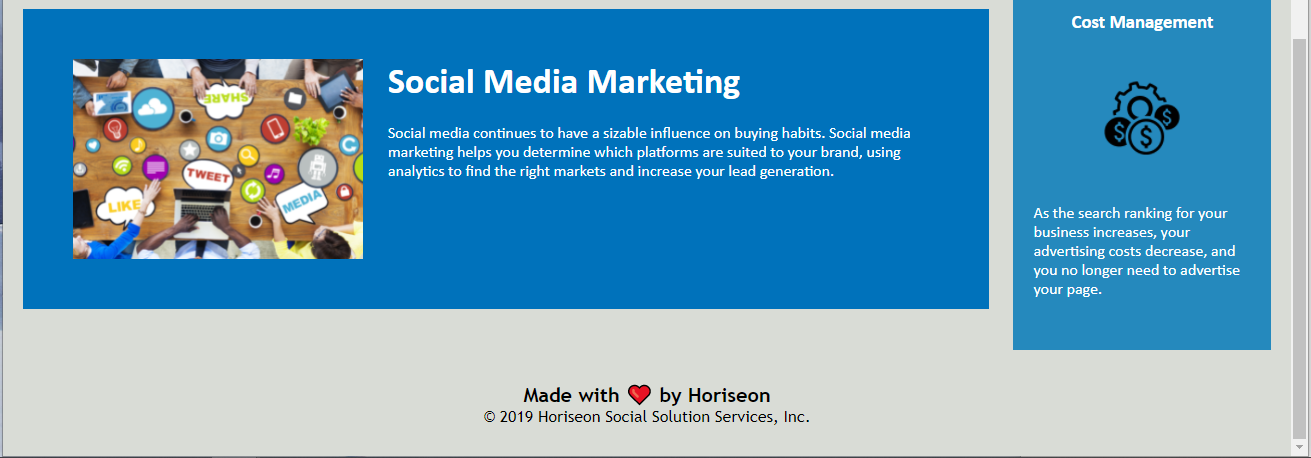 Cost Management
SHARE
TWEET
LIKE
MEDIA
$
$
$
Social Media Marketing
Social media continues to have a sizable influence on buying habits. Social media
marketing helps you determine which platforms are suited to your brand, using
analytics to find the right markets and increase your lead generation.
As the search ranking for your
business increases, your
advertising costs decrease, and
you no longer need to advertise
your page.
Made with ❤️ by Horiseon
© 2019 Horiseon Social Solution Services, Inc.